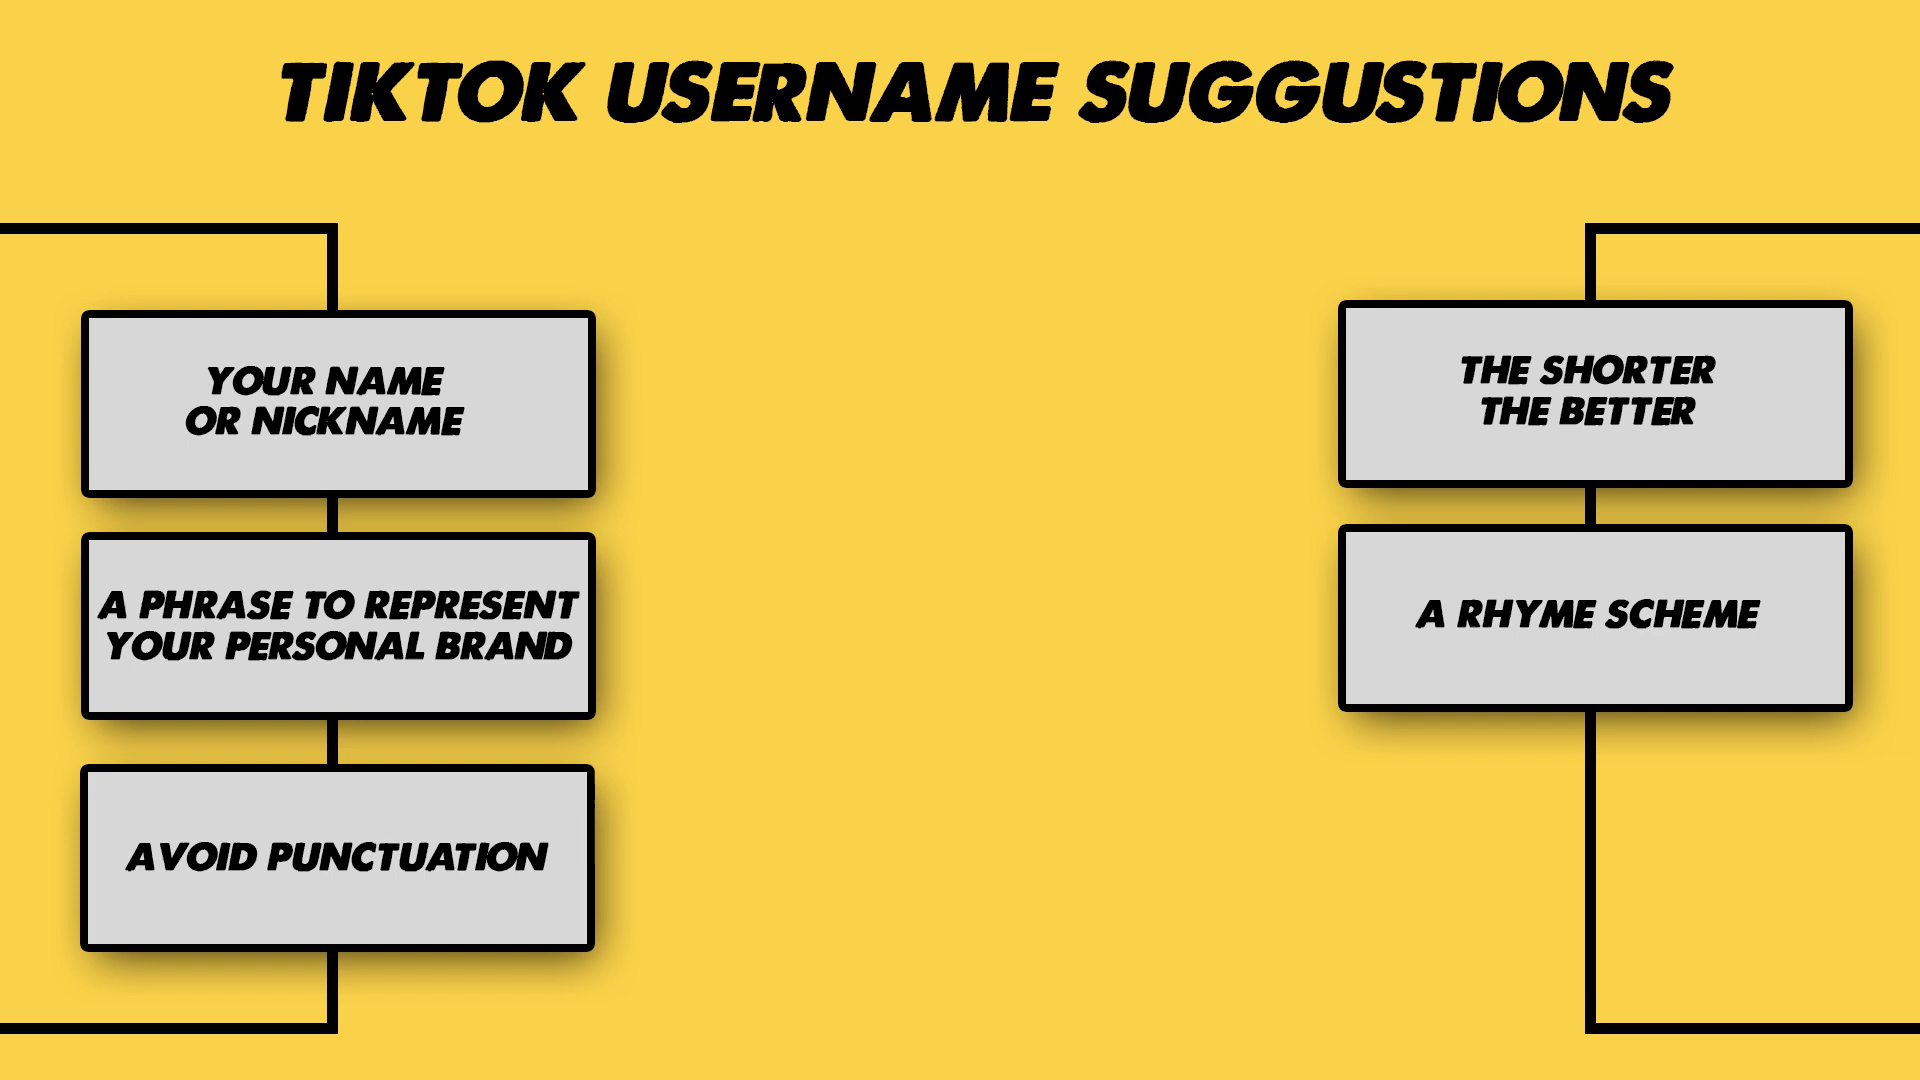 TIKTOK USERNAME SUGGUSTIONS
YOUR NAME
OR NICKNAME
A PHRASE TO REPRESENT
YOUR PERSONAL BRAND
AVOID PUNCTUATION
THE SHORTER
THE BETTER
A RHYME SCHEME